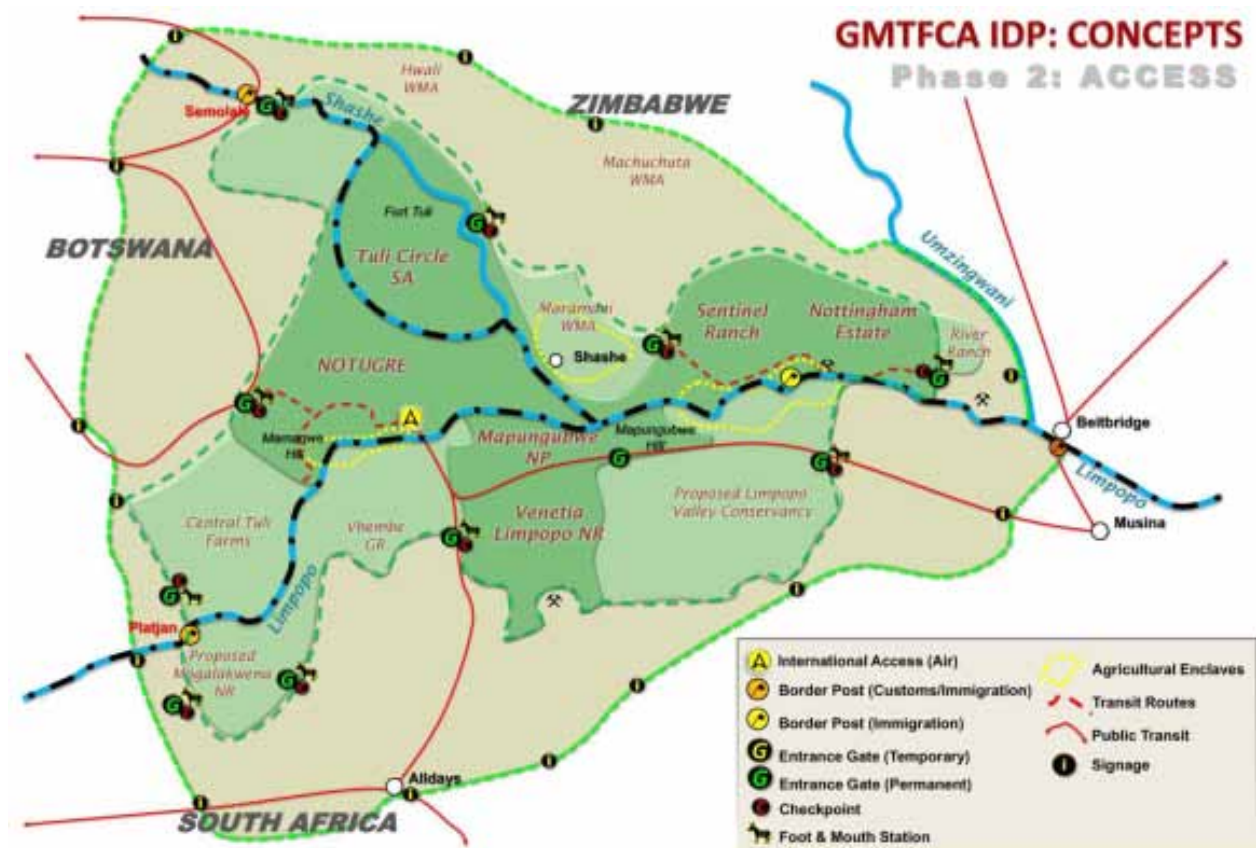 GMTFCA IDP: CONCEPTS
Phase 2: ACCESS
Hwali
WMA
ZIMBABWE
Semolale
Shashe
Machuchuta
WMA
BOTSWANA
Fort Tuli
Tuli Circle
SA
Umzingwani
Maramani
WMA
Sentinel
Ranch
Nottingham
Estate
River
Ranch
Shashe
NOTUGRE
Mamagwe
Hill
Mapungubwe
NP
Mapungubwe
Hill
Beitbridge
Limpopo
Musina
Central Tuli
Farms
Vhembe
GR
Venetia
Limpopo NR
Proposed Limpopo
Valley Conservancy
Limpopo
Platjan
Proposed
Mogalakwena
NR
Alldays
SOUTH AFRICA
International Access (Air)
Border Post (Customs/Immigration)
Border Post (Immigration)
Entrance Gate (Temporary)
Entrance Gate (Permanent)
Checkpoint
Foot & Mouth Station
Agricultural Enclaves
Transit Routes
Public Transit
Signage